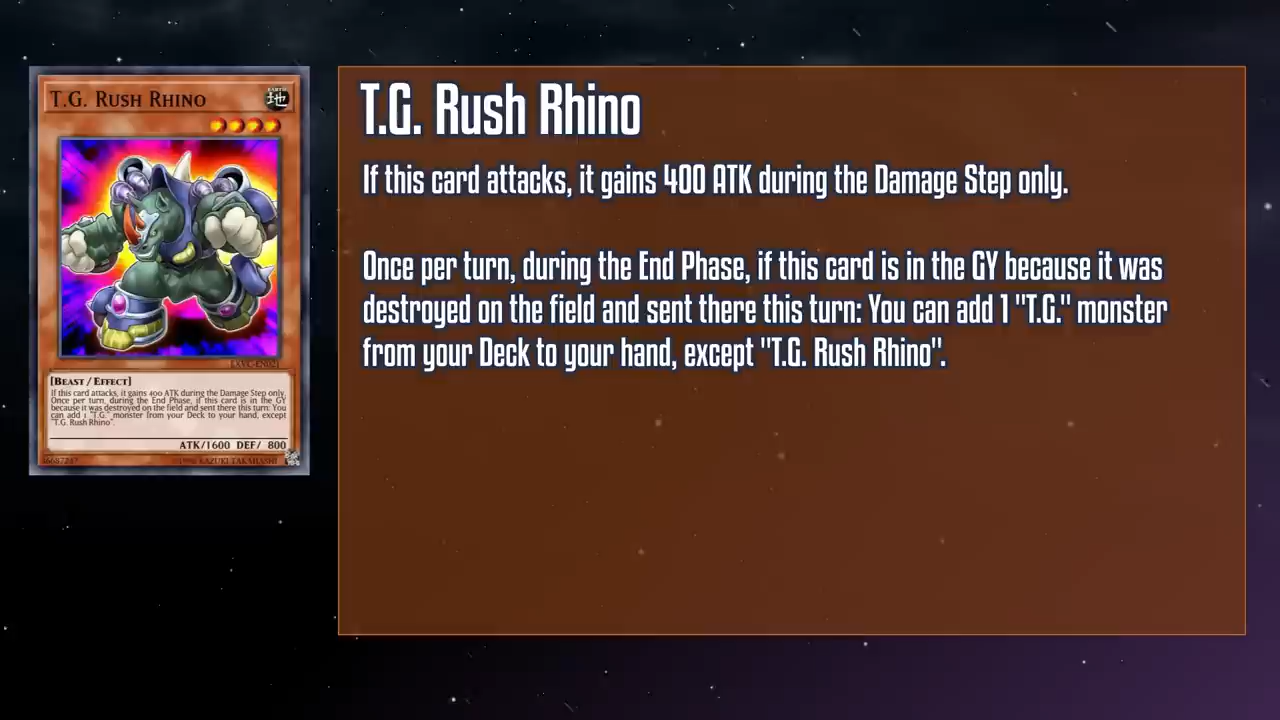 T.G. Rush Rhino
EARTH
地
[Beast / Effect]
If this card attacks, it gains 400 ATK during the Damage Step only.
Once per turn, during the End Phase, if this card is in the GY
because it was destroyed on the field and sent there this turn: You
can add 1 "T.G." monster from your Deck to your hand, except
"T.G. Rush Rhino".
ATK/1600 DEF/ 800
T.G. Rush Rhino
If this card attacks, it gains 400 ATK during the Damage Step only.
Once per turn, during the End Phase, if this card is in the GY because it was
destroyed on the field and sent there this turn: You can add 1 "T.G." monster
from your Deck to your hand, except "T.G. Rush Rhino".